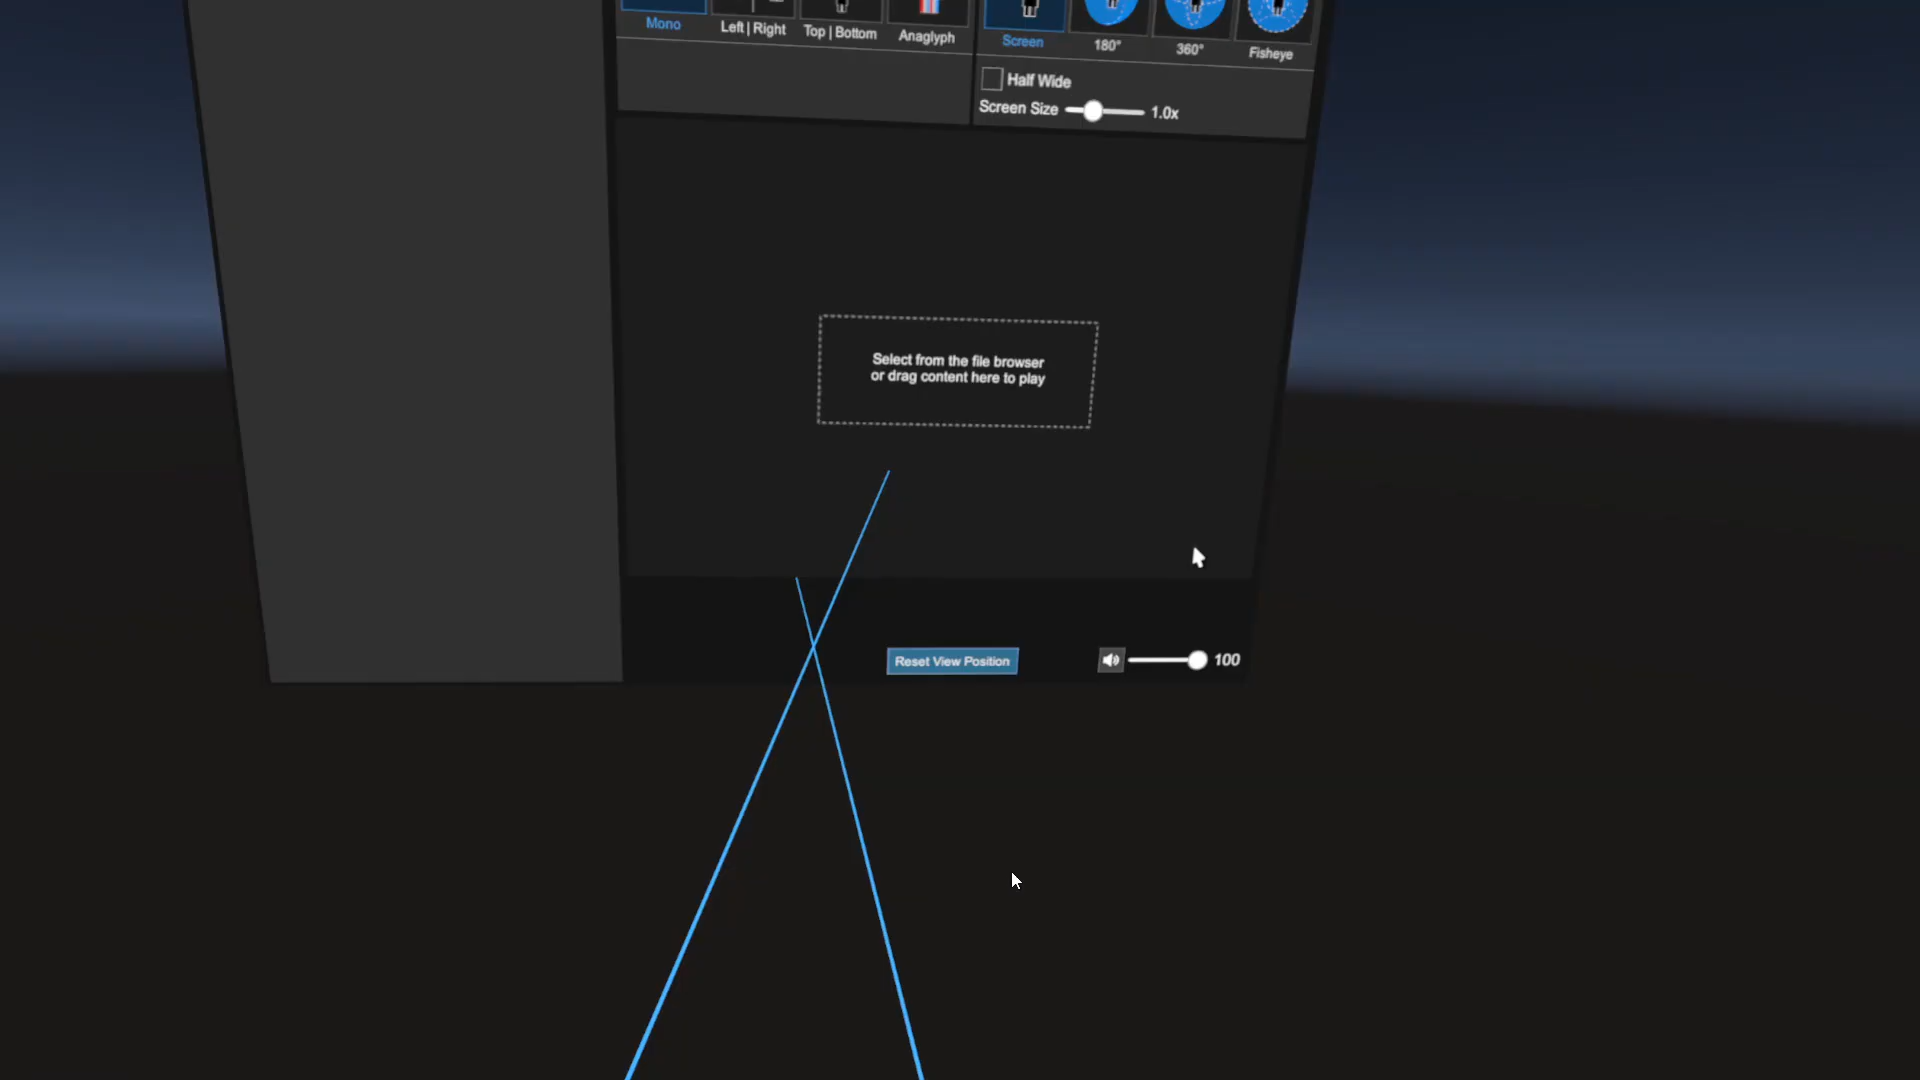 Mono
Left | Right
Top | Bottom
Anaglyph
Screen
180°
360°
Fisheye
Half Wide
Screen Size
1.0x
Select from the file browser
or drag content here to play
Reset View Position
100